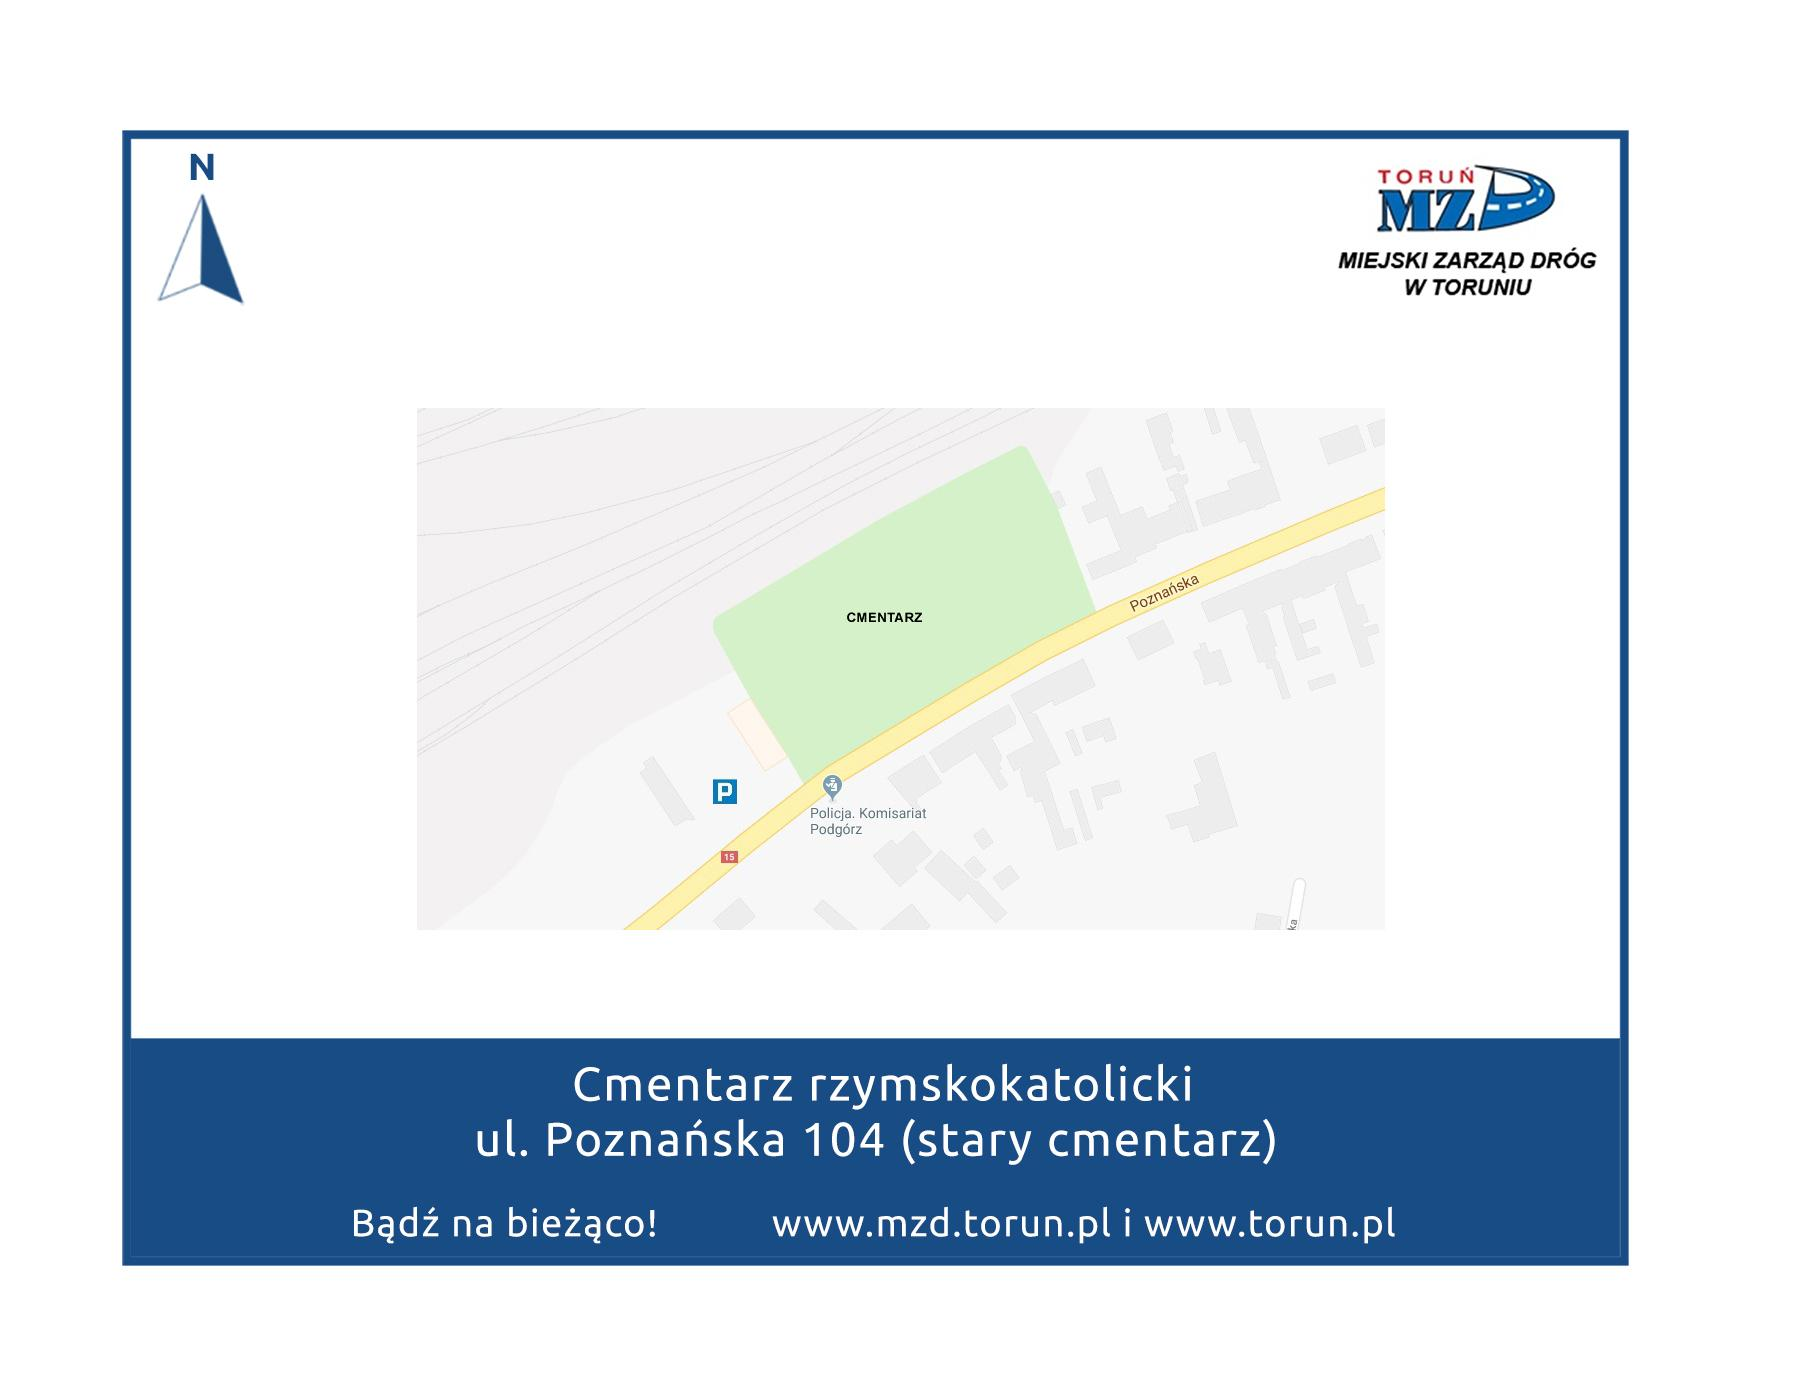 N
TORUŃ
MZD
MIEJSKI ZARZĄD DRÓG
W TORUNIU
Poznańska
CMENTARZ
P
Policja. Komisariat
Podgórz
15
ka
Cmentarz rzymskokatolicki
ul. Poznańska 104 (stary cmentarz)
Bądź na bieżąco! www.mzd.torun.pl i www.torun.pl